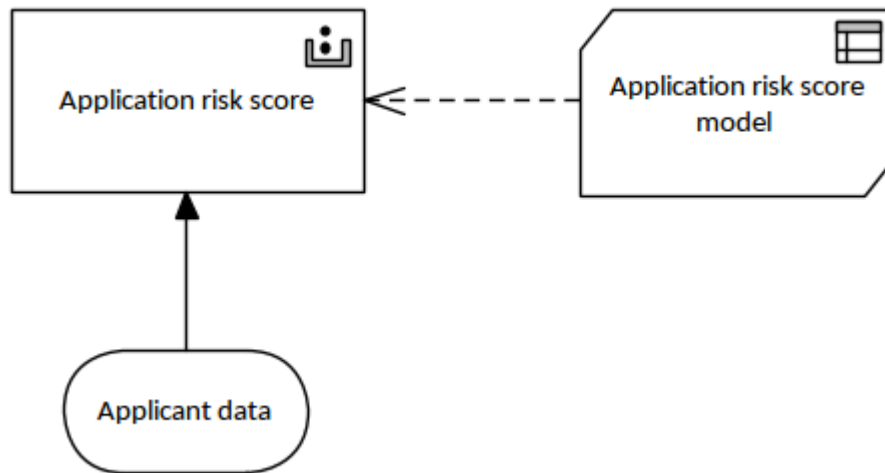 Application risk score
Application risk score
model
Applicant data